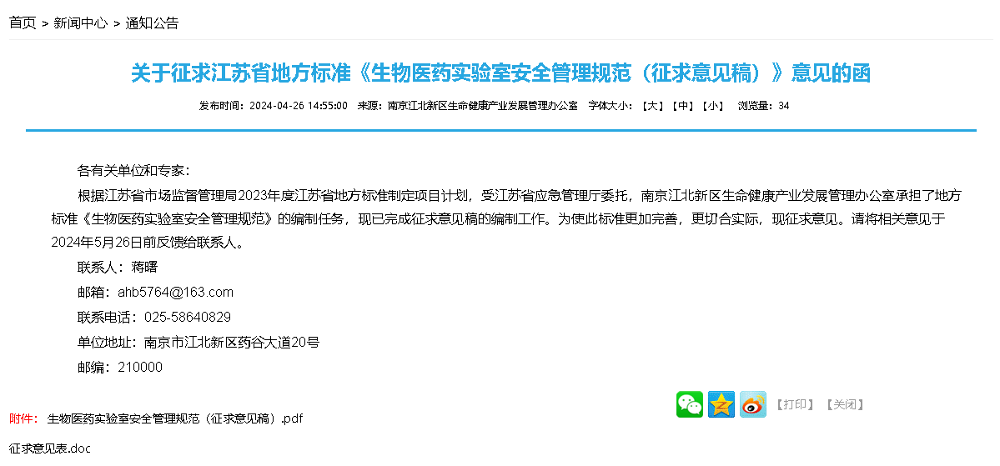 首页 > 新闻中心 > 通知公告
关于征求江苏省地方标准《生物医药实验室安全管理规范（征求意见稿）》意见的函
发布时间：2024-04-26 14:55:00 来源：南京江北新区生命健康产业发展管理办公室 字体大小：【大】【中】【小】 浏览量：34
各有关单位和专家：
根据江苏省市场监督管理局2023年度江苏省地方标准制定项目计划，受江苏省应急管理厅委托，南京江北新区生命健康产业发展管理办公室承担了地方
标准《生物医药实验室安全管理规范》的编制任务，现已完成征求意见稿的编制工作。为使此标准更加完善，更切合实际，现征求意见。请将相关意见于
2024年5月26日前反馈给联系人。
联系人：蒋曙
邮箱：ahb5764@163.com
联系电话：025-58640829
单位地址：南京市江北新区药谷大道20号
邮编：210000
【打印】 【关闭】
附件： 生物医药实验室安全管理规范（征求意见稿）.pdf
征求意见表.doc